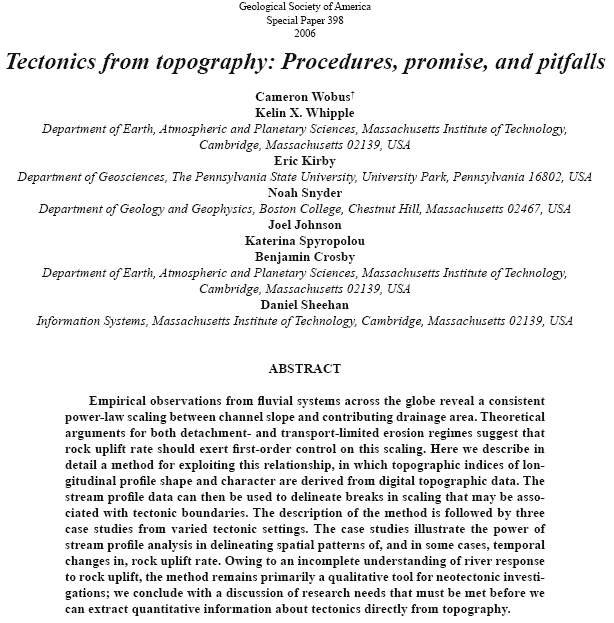 Geological Society of America
Special Paper 398
2006
Tectonics from topography: Procedures, promise, and pitfalls
Cameron Wobus†
Kelin X. Whipple
Department of Earth, Atmospheric and Planetary Sciences, Massachusetts Institute of Technology,
Cambridge, Massachusetts 02139, USA
Eric Kirby
Department of Geosciences, The Pennsylvania State University, University Park, Pennsylvania 16802, USA
Noah Snyder
Department of Geology and Geophysics, Boston College, Chestnut Hill, Massachusetts 02467, USA
Joel Johnson
Katerina Spyropolou
Benjamin Crosby
Department of Earth, Atmospheric and Planetary Sciences, Massachusetts Institute of Technology,
Cambridge, Massachusetts 02139, USA
Daniel Sheehan
Information Systems, Massachusetts Institute of Technology, Cambridge, Massachusetts 02139, USA
ABSTRACT
Empirical observations from fluvial systems across the globe reveal a consistent
power-law scaling between channel slope and contributing drainage area. Theoretical
arguments for both detachment- and transport-limited erosion regimes suggest that
rock uplift rate should exert first-order control on this scaling. Here we describe in
detail a method for exploiting this relationship, in which topographic indices of lon-
gitudinal profile shape and character are derived from digital topographic data. The
stream profile data can then be used to delineate breaks in scaling that may be asso-
ciated with tectonic boundaries. The description of the method is followed by three
case studies from varied tectonic settings. The case studies illustrate the power of
stream profile analysis in delineating spatial patterns of, and in some cases, temporal
changes in, rock uplift rate. Owing to an incomplete understanding of river response
to rock uplift, the method remains primarily a qualitative tool for neotectonic investi-
gations; we conclude with a discussion of research needs that must be met before we
can extract quantitative information about tectonics directly from topography.